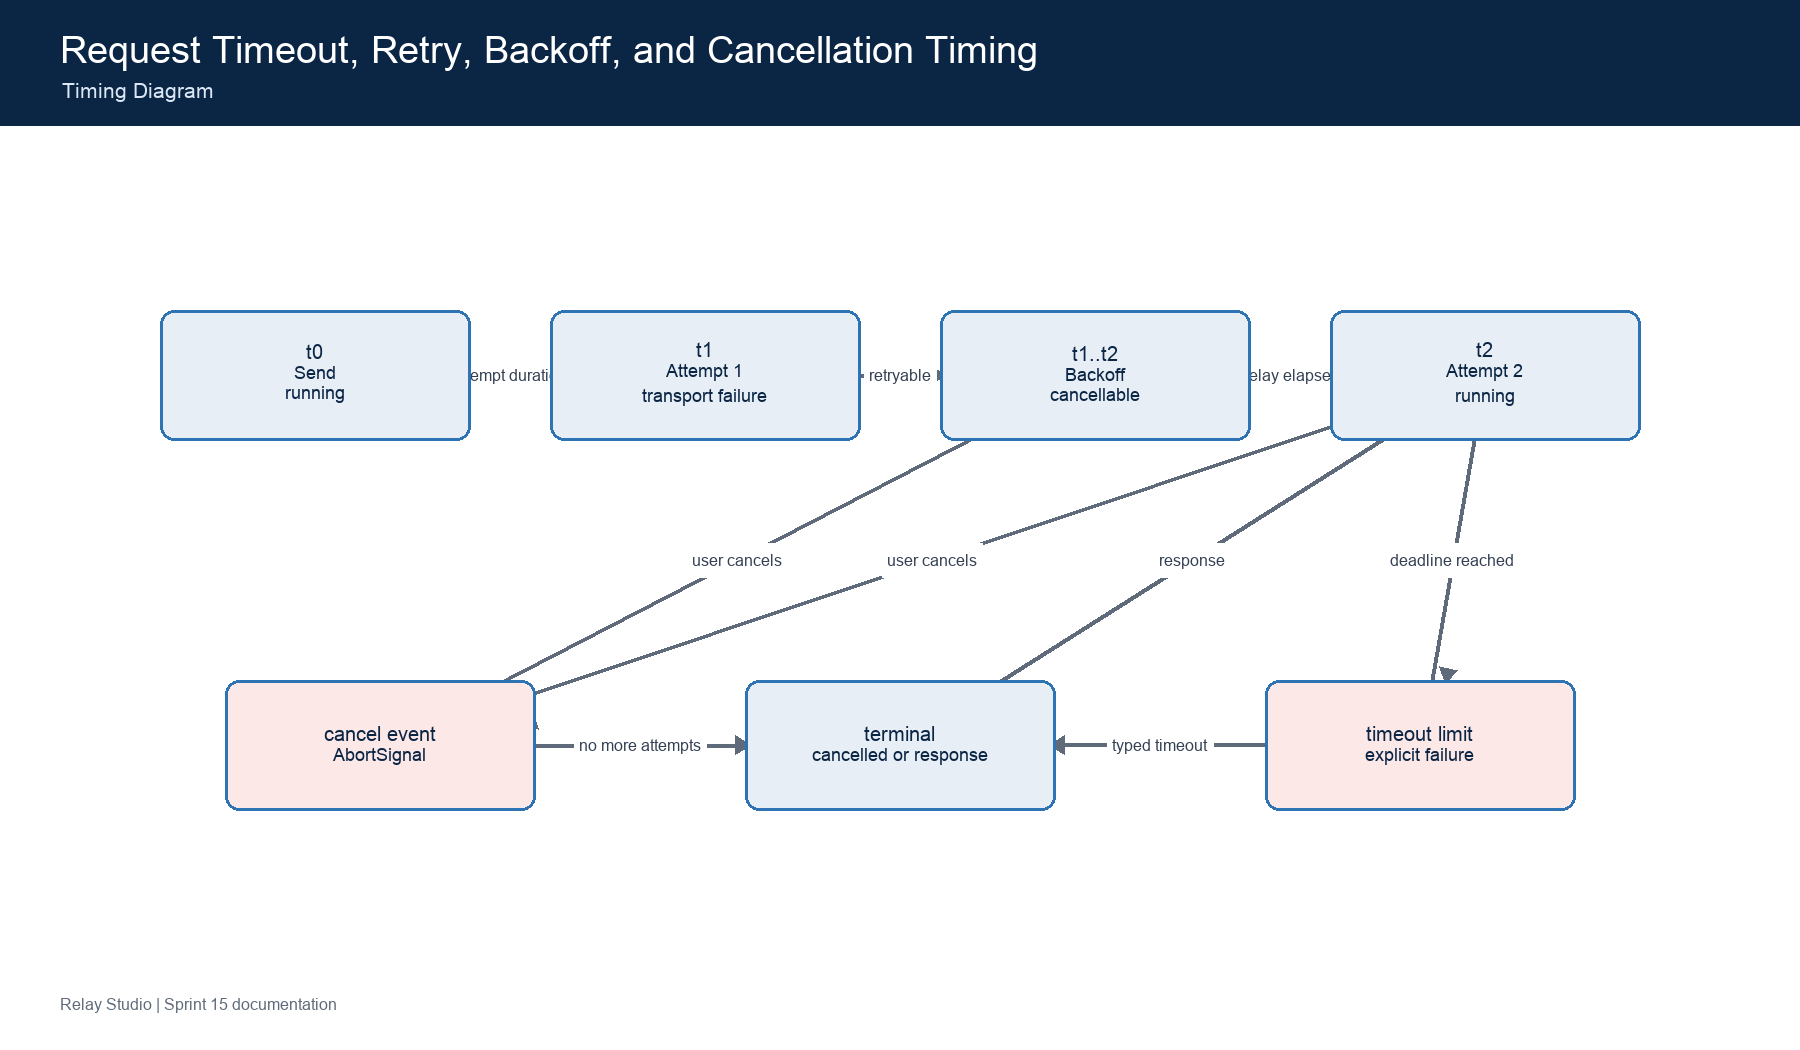 Request Timeout, Retry, Backoff, and Cancellation Timing
Timing Diagram
t0
Send
running
t1
Attempt 1
transport failure
retryable
t1..t2
Backoff
cancellable
t2
Attempt 2
running
user cancels
user cancels
response
deadline reached
cancel event
AbortSignal
no more attempts
terminal
cancelled or response
typed timeout
timeout limit
explicit failure
Relay Studio | Sprint 15 documentation